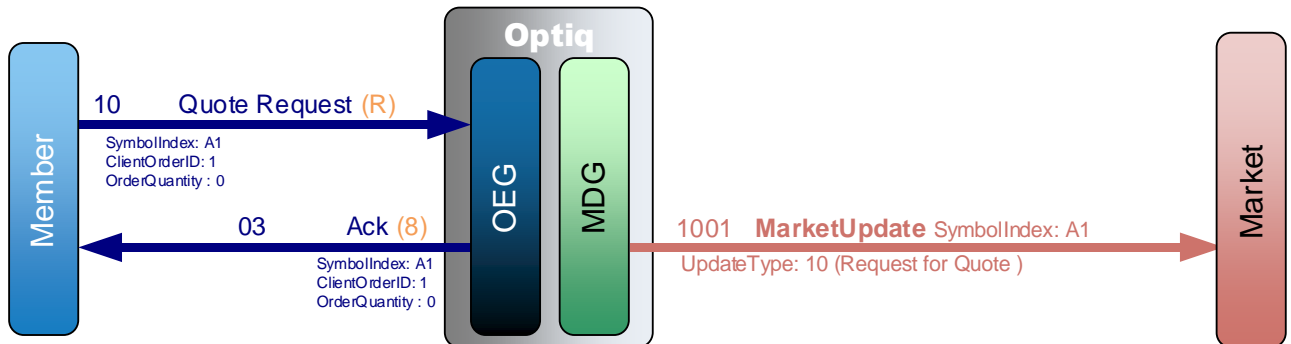 Optiq
Member
10 Quote Request (R)
SymbolIndex: A1
ClientOrderID: 1
OrderQuantity : 0
03 Ack (8)
SymbolIndex: A1
ClientOrderID: 1
OrderQuantity : 0
OEG
MDG
1001 MarketUpdate SymbolIndex: A1
UpdateType: 10 (Request for Quote )
Market